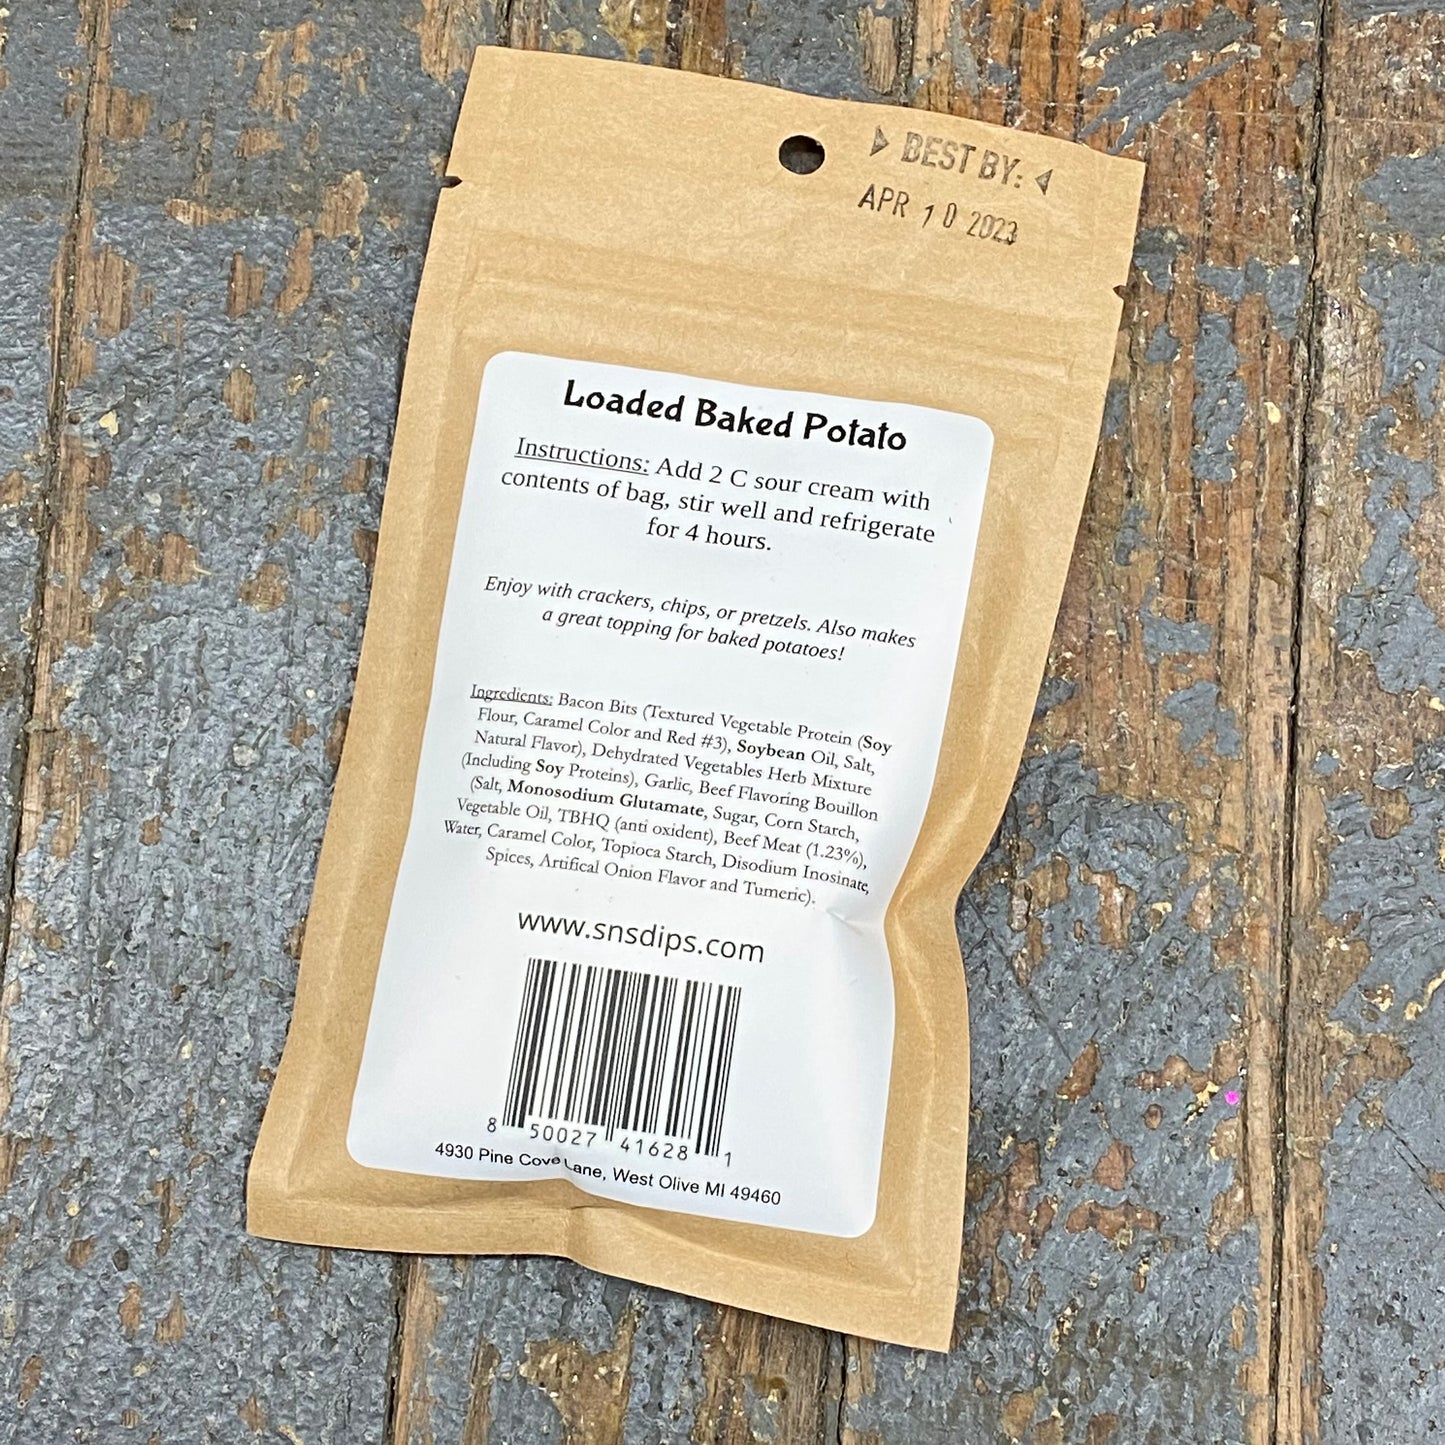 BEST BY:
APR 10 2023
Loaded Baked Potato
Instructions: Add 2 C sour cream with
contents of bag, stir well and refrigerate
for 4 hours.
Enjoy with crackers, chips, or pretzels. Also makes
a great topping for baked potatoes!
Ingredients: Bacon Bits (Textured Vegetable Protein (Soy
Flour, Caramel Color and Red #3), Soybean Oil, Salt,
Natural Flavor), Dehydrated Vegetables Herb Mixture
(Including Soy Proteins), Garlic, Beef Flavoring Bouillon
(Salt, Monosodium Glutamate, Sugar, Corn Starch,
Vegetable Oil, TBHQ (anti oxident), Beef Meat (1.23%),
Water, Caramel Color, Topioca Starch, Disodium Inosinate,
Spices, Artifical Onion Flavor and Tumeric).
www.snsdips.com
8 50027 41628 1
4930 Pine Cove Lane, West Olive MI 49460